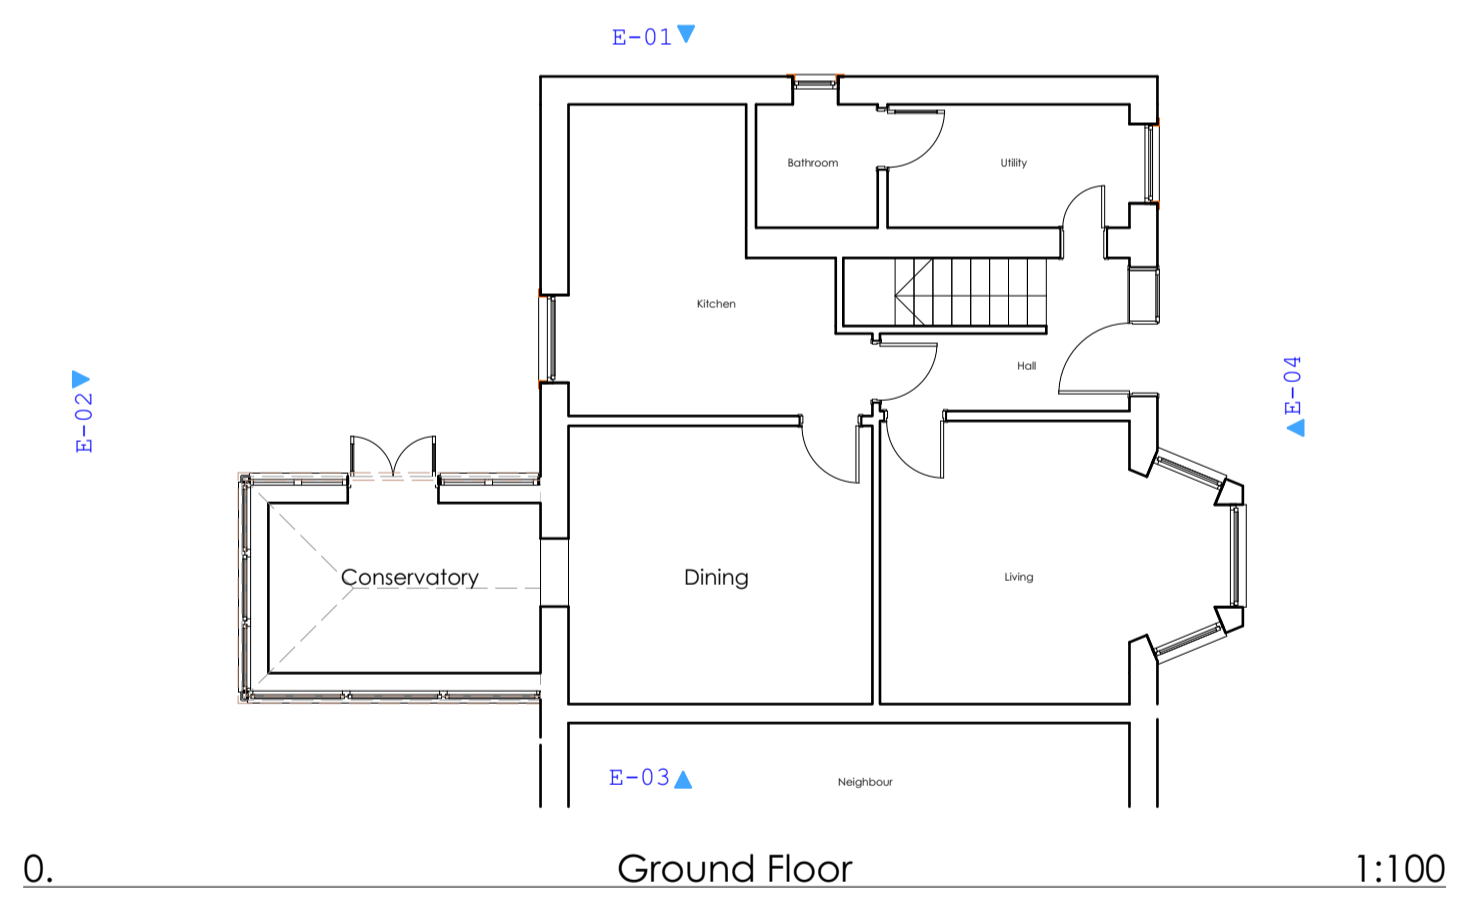 E-01
Bathroom
Utility
Kitchen
Hall
E-02
E-04
Conservatory
Dining
Living
E-03
Neighbour
0.
Ground Floor
1:100